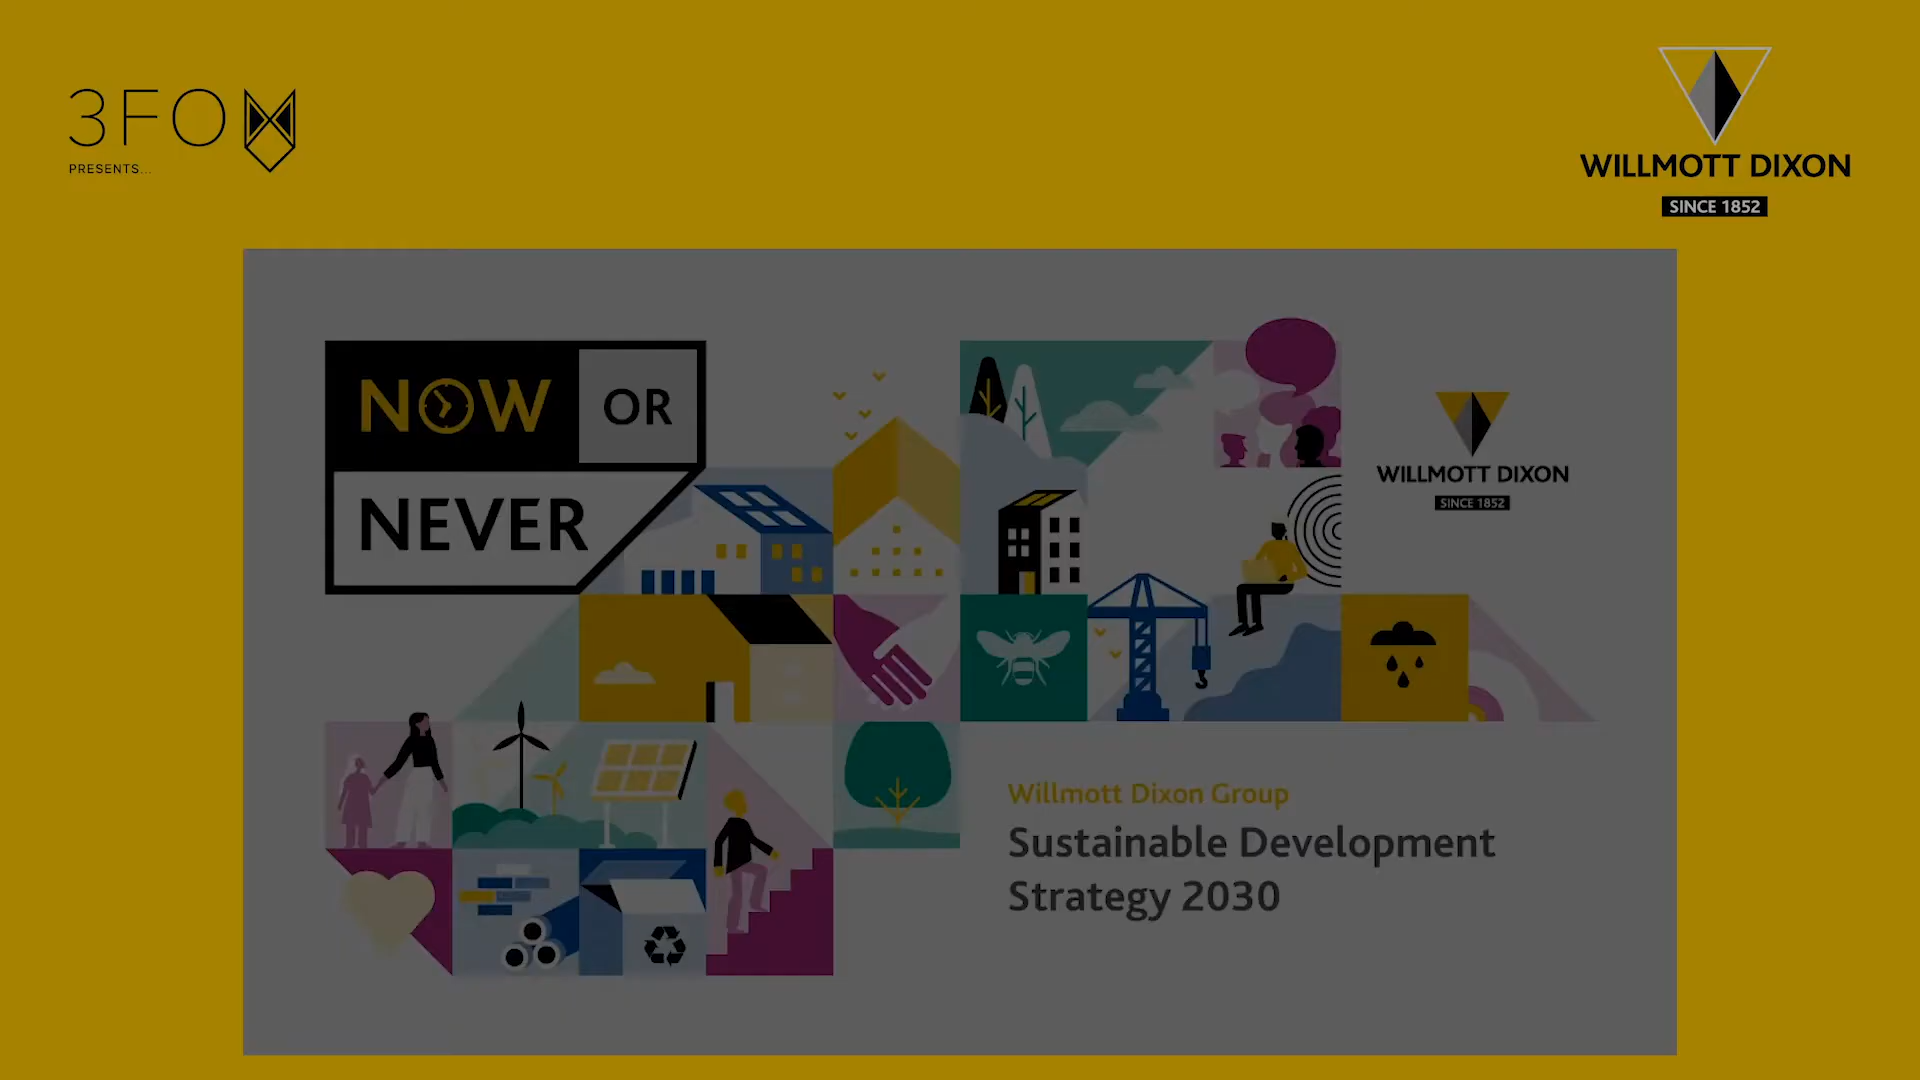 3FOX
PRESENTS...
WILLMOTT DIXON
SINCE 1852
NOW OR
NEVER
WILLMOTT DIXON
SINCE 1852
Willmott Dixon Group
Sustainable Development
Strategy 2030